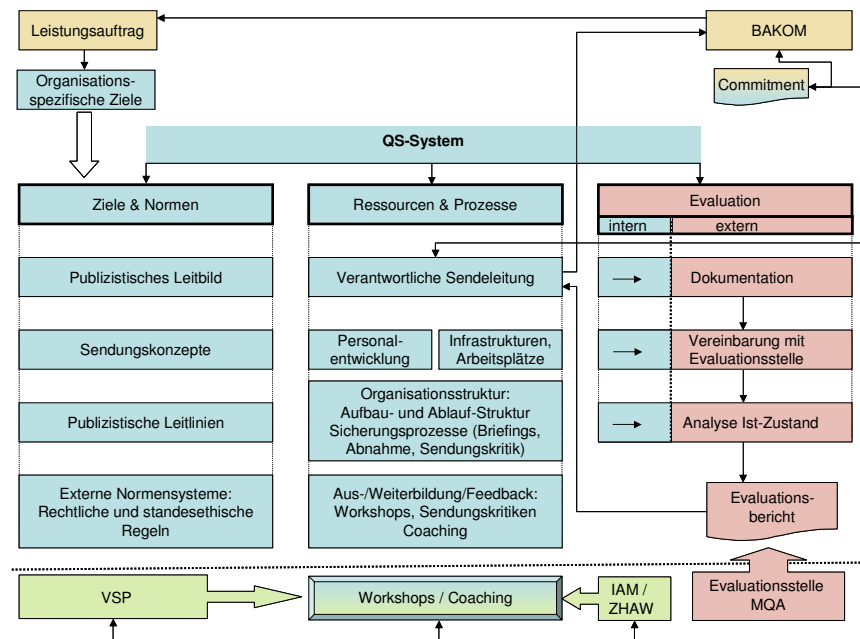 Leistungsauftrag
BAKOM
Organisations-
spezifische Ziele
Commitment
QS-System
Ziele & Normen
Ressourcen & Prozesse
Evaluation
intern
extern
Publizistisches Leitbild
Verantwortliche Sendeleitung
Dokumentation
Sendungskonzepte
Personal-
entwicklung
Infrastrukturen,
Arbeitsplätze
Vereinbarung mit
Evaluationsstelle
Publizistische Leitlinien
Organisationsstruktur:
Aufbau- und Ablauf-Struktur
Sicherungsprozesse (Briefings,
Abnahme, Sendungskritik)
Analyse Ist-Zustand
Externe Normensysteme:
Rechtliche und standesethische
Regeln
Aus-/Weiterbildung/Feedback:
Workshops, Sendungskritiken
Coaching
Evaluations-
bericht
VSP
Workshops / Coaching
IAM /
ZHAW
Evaluationsstelle
MQA